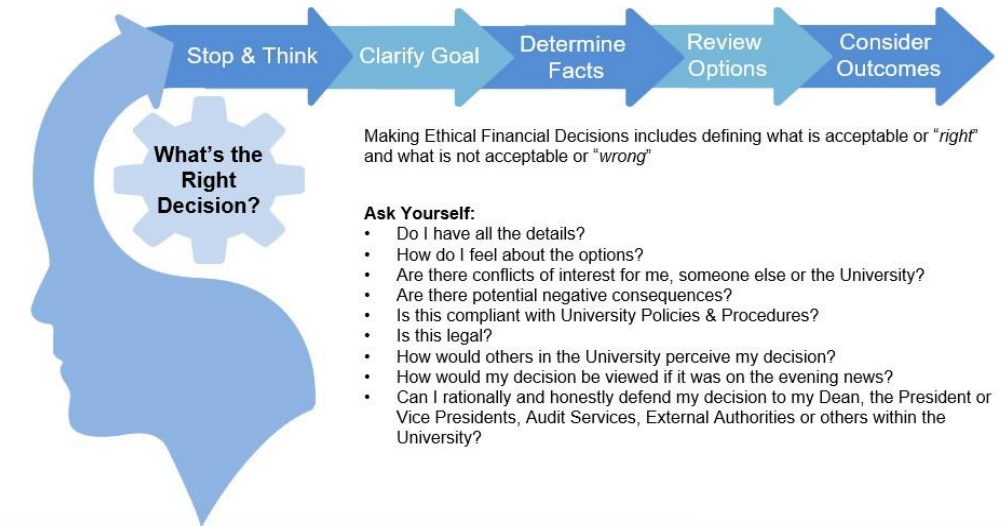 Stop & Think
Clarify Goal
Determine
Facts
Review
Options
Consider
Outcomes
What's the
Right
Decision?
Making Ethical Financial Decisions includes defining what is acceptable or "right"
and what is not acceptable or "wrong"
Ask Yourself:
• Do I have all the details?
• How do I feel about the options?
• Are there conflicts of interest for me, someone else or the University?
• Are there potential negative consequences?
• Is this compliant with University Policies & Procedures?
• Is this legal?
• How would others in the University perceive my decision?
• How would my decision be viewed if it was on the evening news?
• Can I rationally and honestly defend my decision to my Dean, the President or
Vice Presidents, Audit Services, External Authorities or others within the
University?